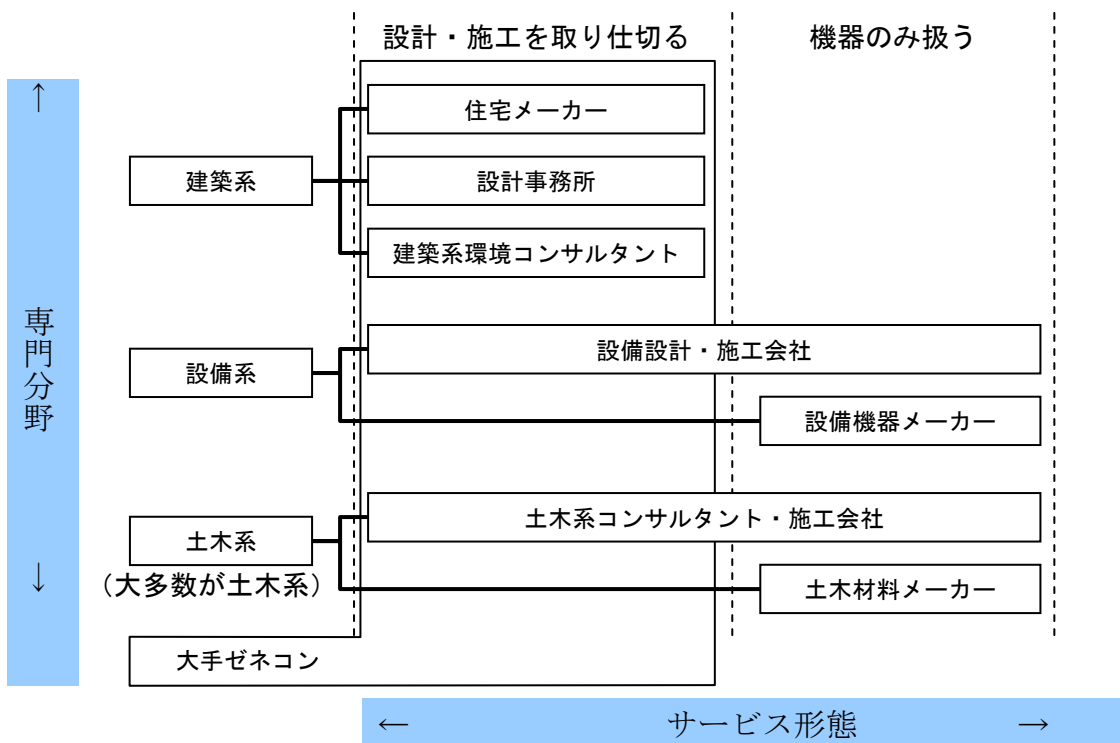 設計・施工を取り仕切る
機器のみ扱う
↑
専門分野
↓
建築系
住宅メーカー
設計事務所
建築系環境コンサルタント
設備系
設備設計・施工会社
設備機器メーカー
土木系
（大多数が土木系）
土木系コンサルタント・施工会社
土木材料メーカー
大手ゼネコン
← サービス形態 →